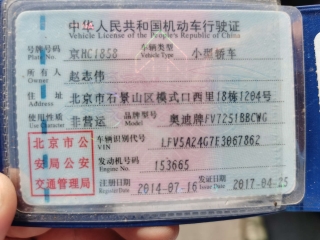 中华人民共和国机动车行驶证
Vehicle License of the People's Republic of China
号牌号码 京HC1858 车辆类型 小型轿车
Plate No. Vehicle Type
所有人 赵志伟
Owner
住址 北京市石景山区模式口西里18栋1204号
Address
使用性质 非营运 品牌型号 奥迪牌FV7251BBCWG
Use Character Model
北京市公安局公安交通管理局
车辆识别代号 LFV5A24G7E3067862
VIN
发动机号码 153665
Engine No.
注册日期 2014-07-16 发证日期 2017-04-25
Register Date Issue Date